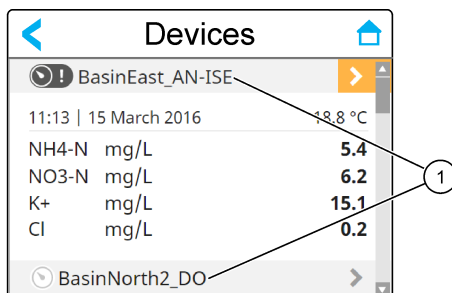 Devices
! BasinEast_AN-ISE
11:13 | 15 March 2016 18.8 °C
NH4-N mg/L 5.4
NO3-N mg/L 6.2
K+ mg/L 15.1
Cl mg/L 0.2
1
BasinNorth2_DO